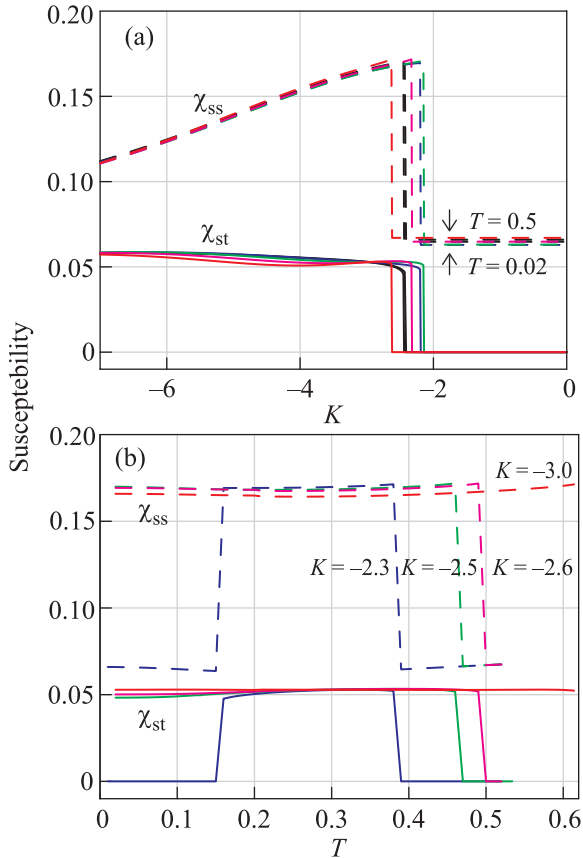 0.20
(a)
0.15
χss
0.10
T = 0.5
χst
0.05
T = 0.02
0
–6
–4
–2
0
K
Susceptebility
0.20
(b)
K = –3.0
χss
0.15
K = –2.3
K = –2.5
K = –2.6
0.10
0.05
χst
0
0
0.1
0.2
0.3
0.4
0.5
0.6
T